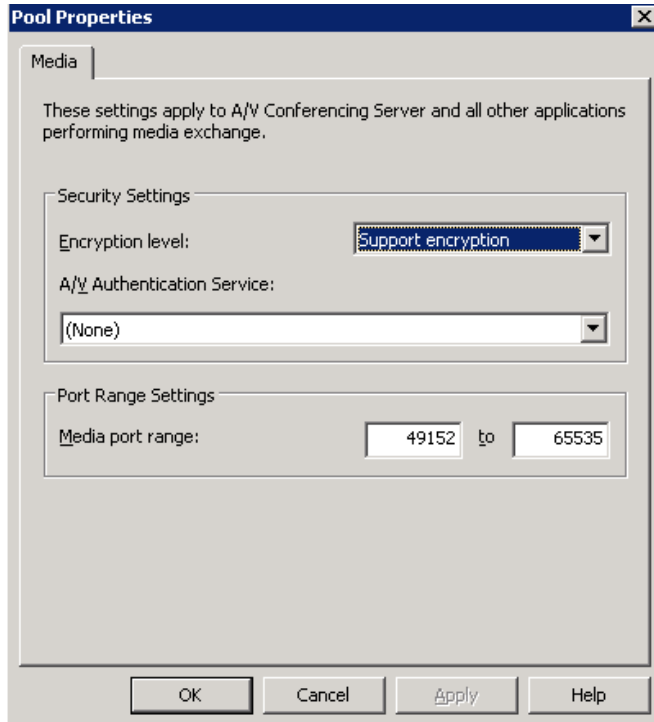 Pool Properties
Media
These settings apply to A/V Conferencing Server and all other applications
performing media exchange.
Security Settings
Encryption level:
Support encryption
A/V Authentication Service:
(None)
Port Range Settings
Media port range:
49152 to 65535
OK Cancel Apply Help